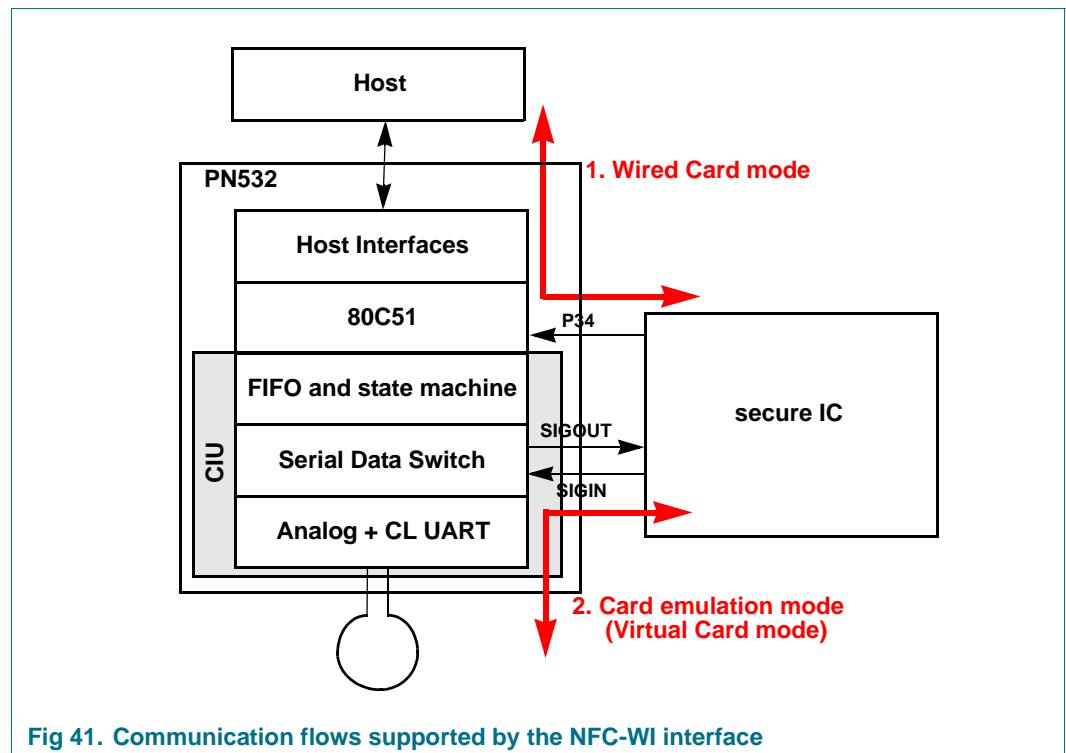 Host
PN532
1. Wired Card mode
Host Interfaces
80C51
P34
FIFO and state machine
secure IC
SIGOUT
CIU
Serial Data Switch
SIGIN
Analog + CL UART
2. Card emulation mode
(Virtual Card mode)
Fig 41. Communication flows supported by the NFC-WI interface